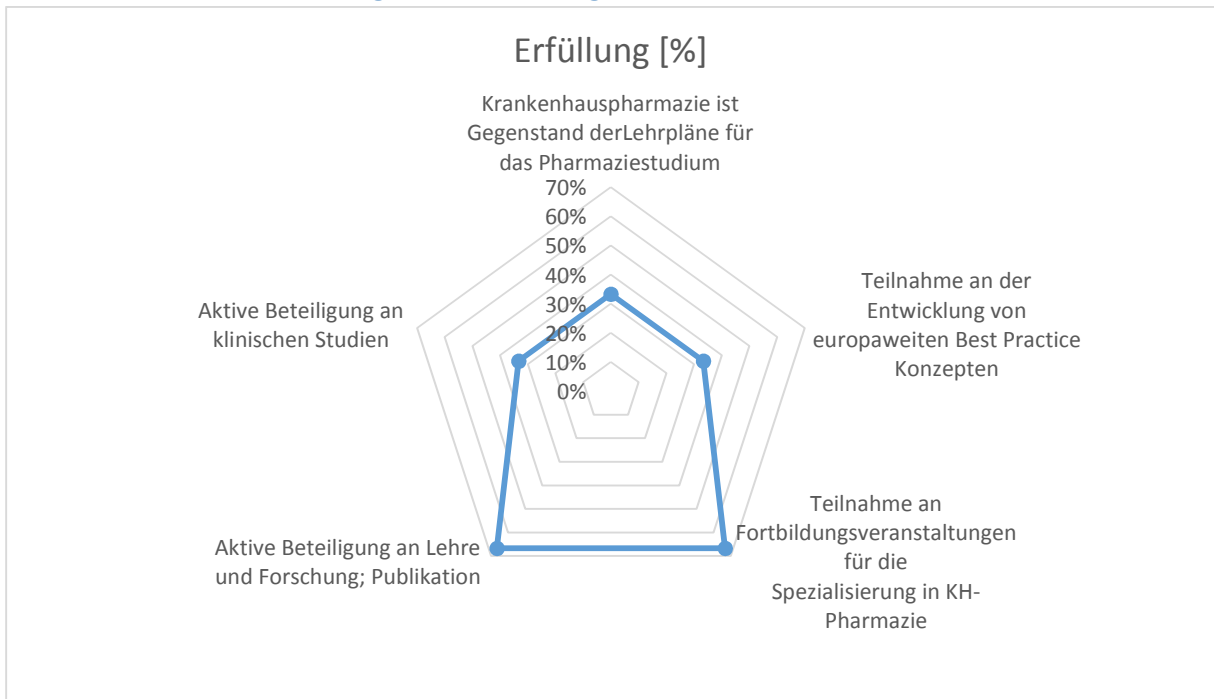 Erfüllung [%]
Krankenhauspharmazie ist
Gegenstand derLehrpläne für
das Pharmaziestudium
70%
60%
50%
40%
30%
20%
10%
0%
Teilnahme an der
Entwicklung von
europaweiten Best Practice
Konzepten
Teilnahme an
Fortbildungsveranstaltungen
für die
Spezialisierung in KH-
Pharmazie
Aktive Beteiligung an Lehre
und Forschung; Publikation
Aktive Beteiligung an
klinischen Studien